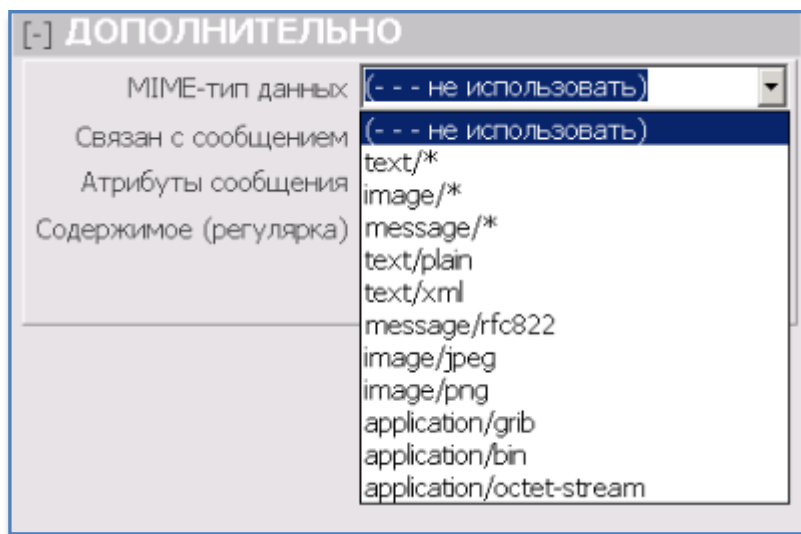 [-] ДОПОЛНИТЕЛЬНО
MIME-тип данных (- - - не использовать)
Связан с сообщением
Атрибуты сообщения
Содержимое (регулярка)
(- - - не использовать)
text/*
image/*
message/*
text/plain
text/xml
message/rfc822
image/jpeg
image/png
application/grib
application/bin
application/octet-stream